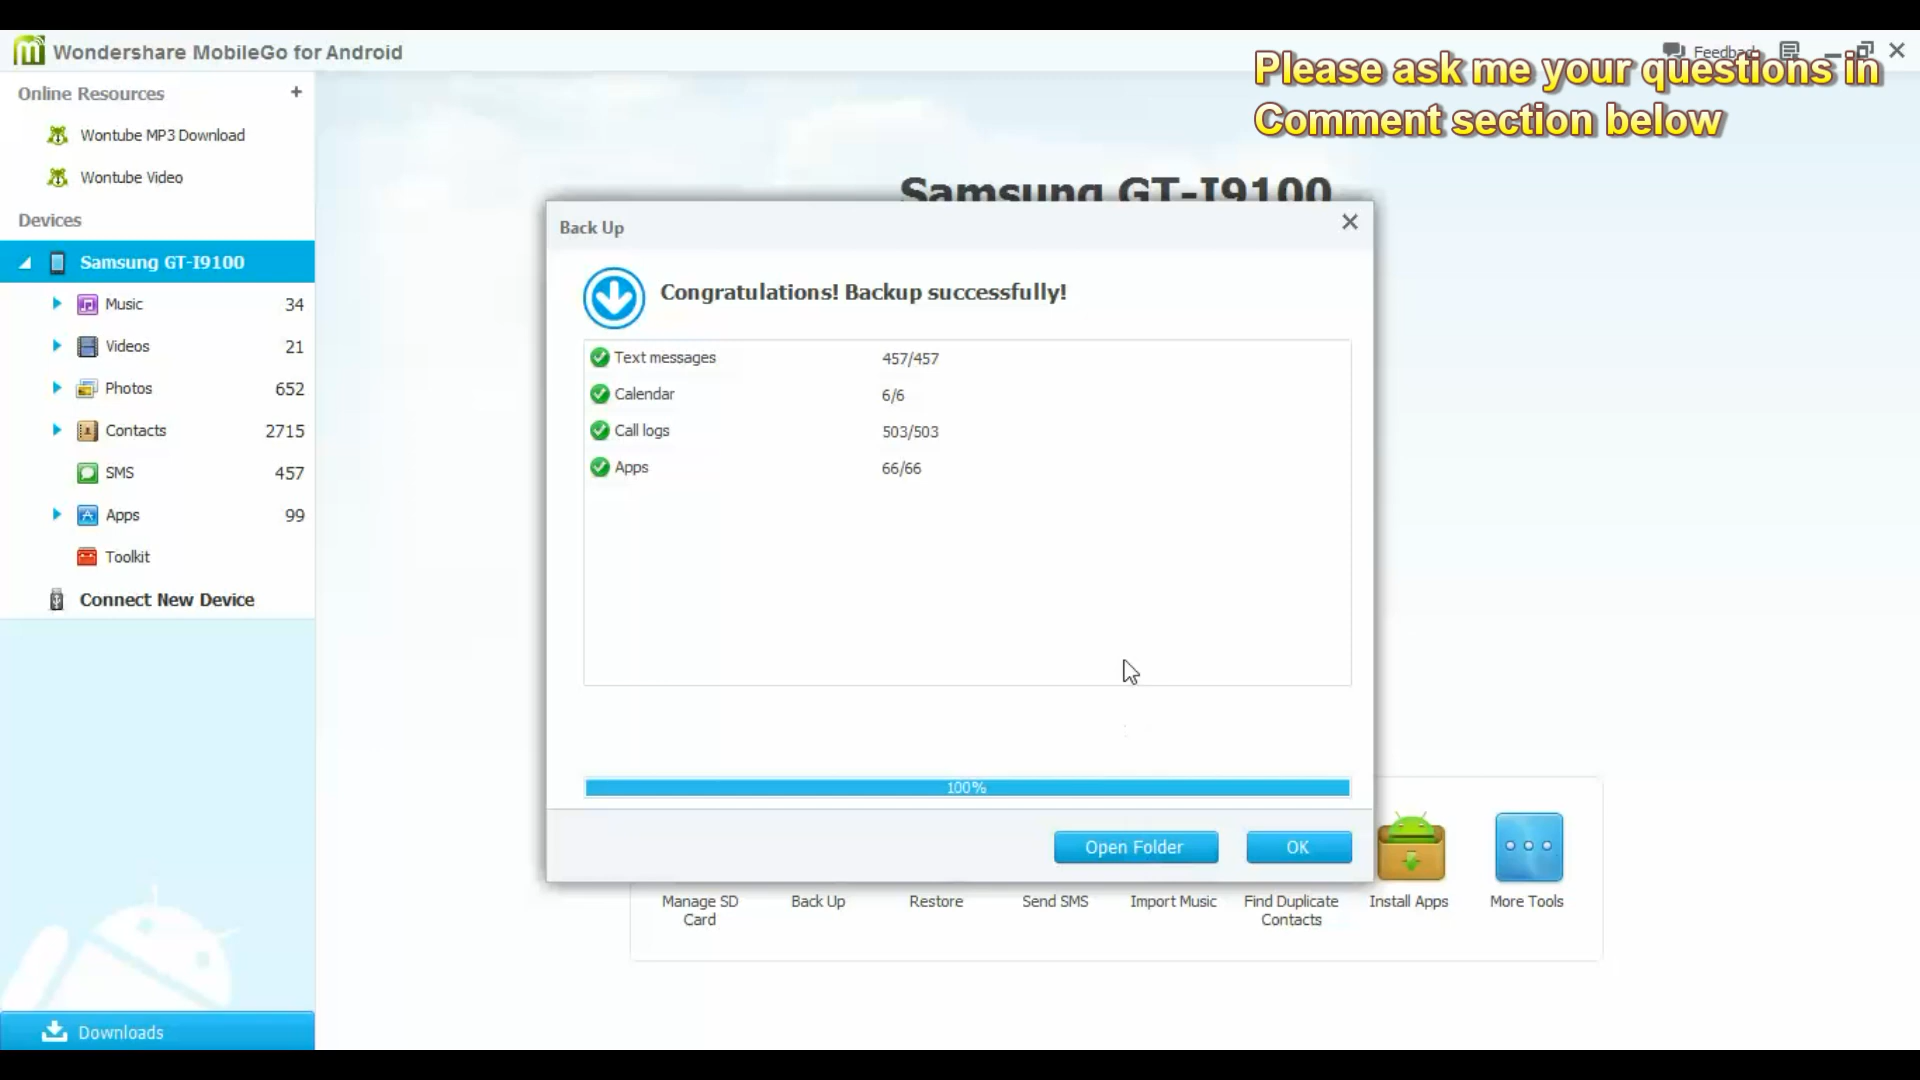 Wondershare MobileGo for Android
Feedback
Please ask me your questions in
Comment section below
Online Resources +
Wontube MP3 Download
Wontube Video
Devices
Samsung GT-I9100
Music 34
Videos 21
Photos 652
Contacts 2715
SMS 457
Apps 99
Toolkit
Connect New Device
Downloads
Samsung GT-I9100
Back Up
Congratulations! Backup successfully!
Text messages 457/457
Calendar 6/6
Call logs 503/503
Apps 66/66
100%
Open Folder OK
Manage SD Card
Back Up
Restore
Send SMS
Import Music
Find Duplicate Contacts
Install Apps
More Tools